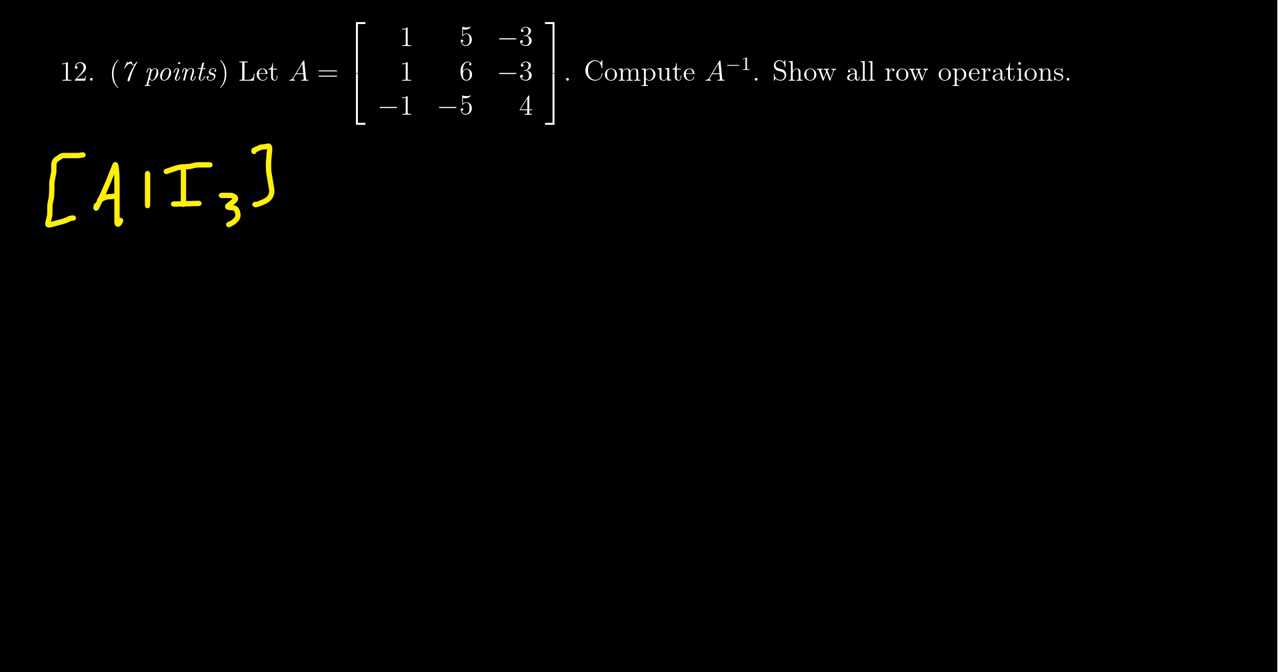 12. (7 points) Let A = [ 1 5 −3 ; 1 6 −3 ; −1 −5 4 ]. Compute A⁻¹. Show all row operations.
[A | I₃]